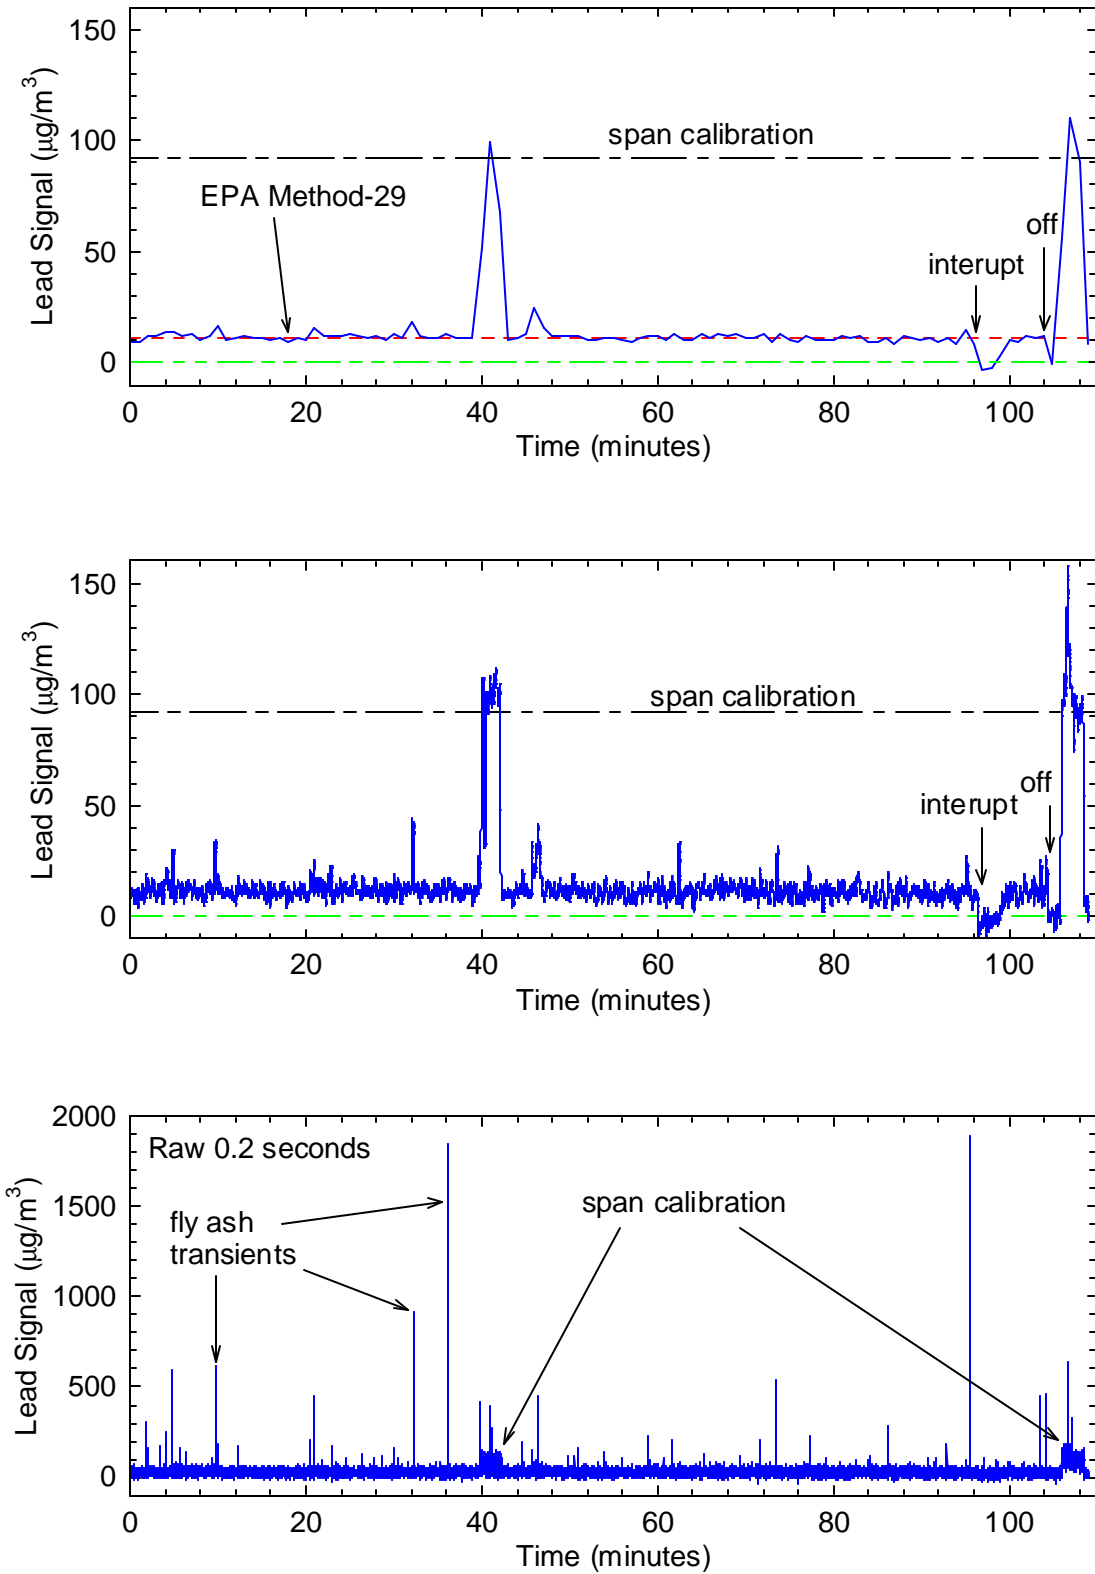 150
100
50
0
Lead Signal (µg/m³)
span calibration
EPA Method-29
off
interupt
0 20 40 60 80 100
Time (minutes)
150
100
50
0
Lead Signal (µg/m³)
span calibration
off
interupt
0 20 40 60 80 100
Time (minutes)
2000
1500
1000
500
0
Lead Signal (µg/m³)
Raw 0.2 seconds
span calibration
fly ash
transients
0 20 40 60 80 100
Time (minutes)